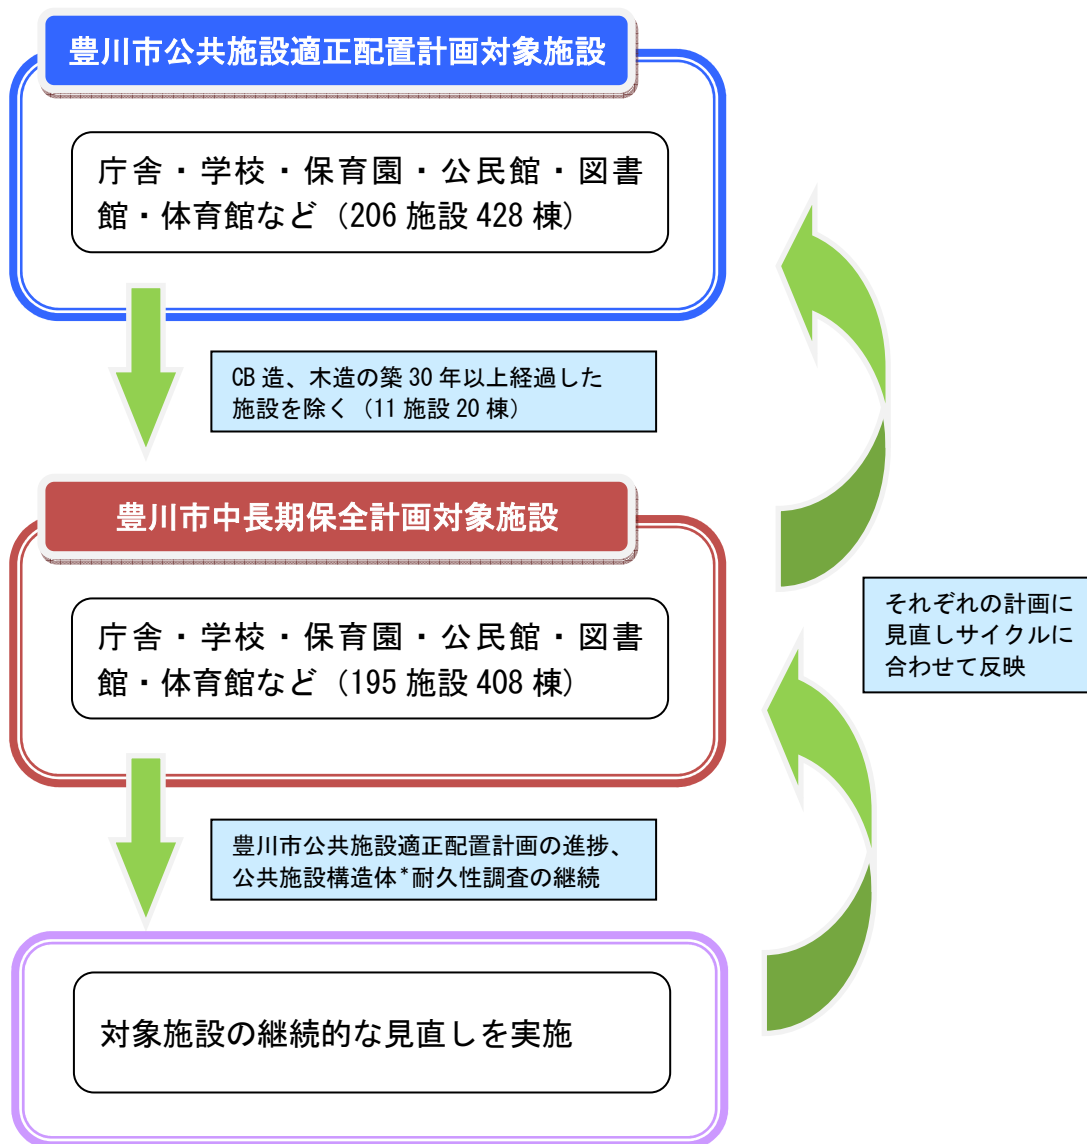 豊川市公共施設適正配置計画対象施設
庁舎・学校・保育園・公民館・図書
館・体育館など（206 施設 428 棟）
CB 造、木造の築 30 年以上経過した
施設を除く（11 施設 20 棟）
豊川市中長期保全計画対象施設
庁舎・学校・保育園・公民館・図書
館・体育館など（195 施設 408 棟）
それぞれの計画に
見直しサイクルに
合わせて反映
豊川市公共施設適正配置計画の進捗、
公共施設構造体*耐久性調査の継続
対象施設の継続的な見直しを実施